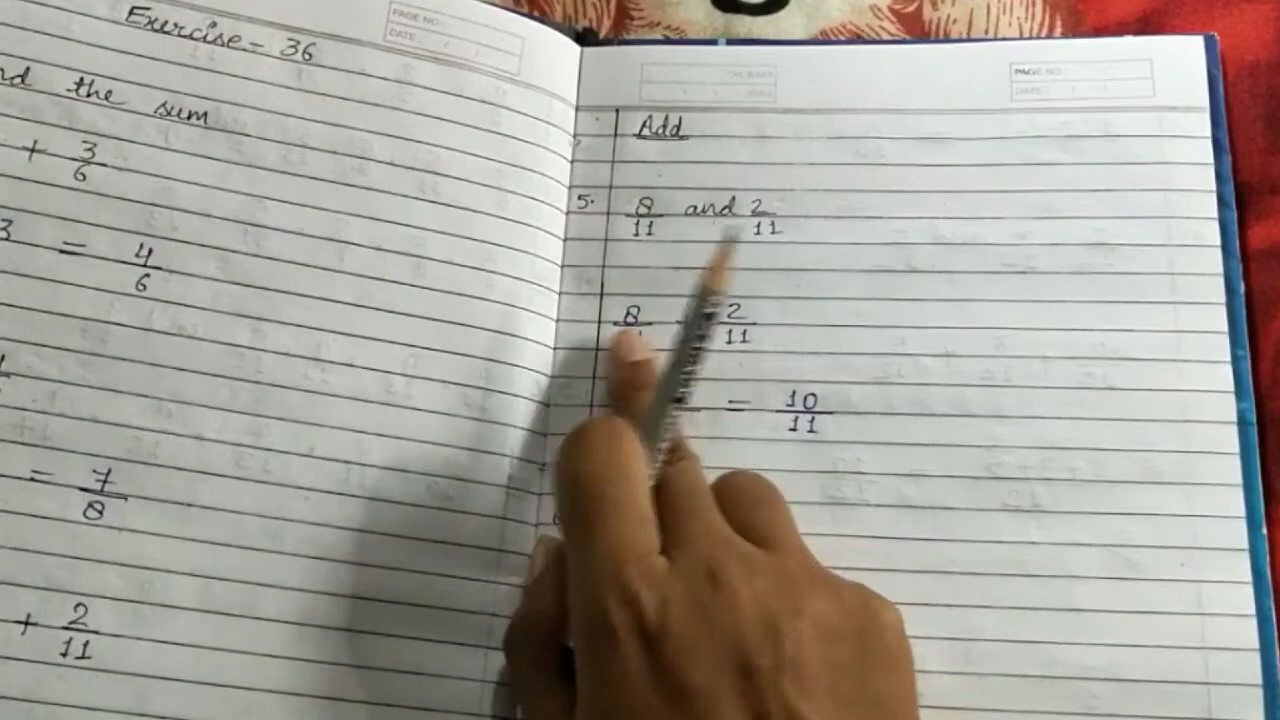 Exercise - 36
PAGE NO.:
DATE: / /
the sum
+ 3/6
3 = 4/6
= 7/8
+ 2/11
PAGE NO.:
DATE: / /
Add
5. 8/11 and 2/11
8 2/11
= 10/11